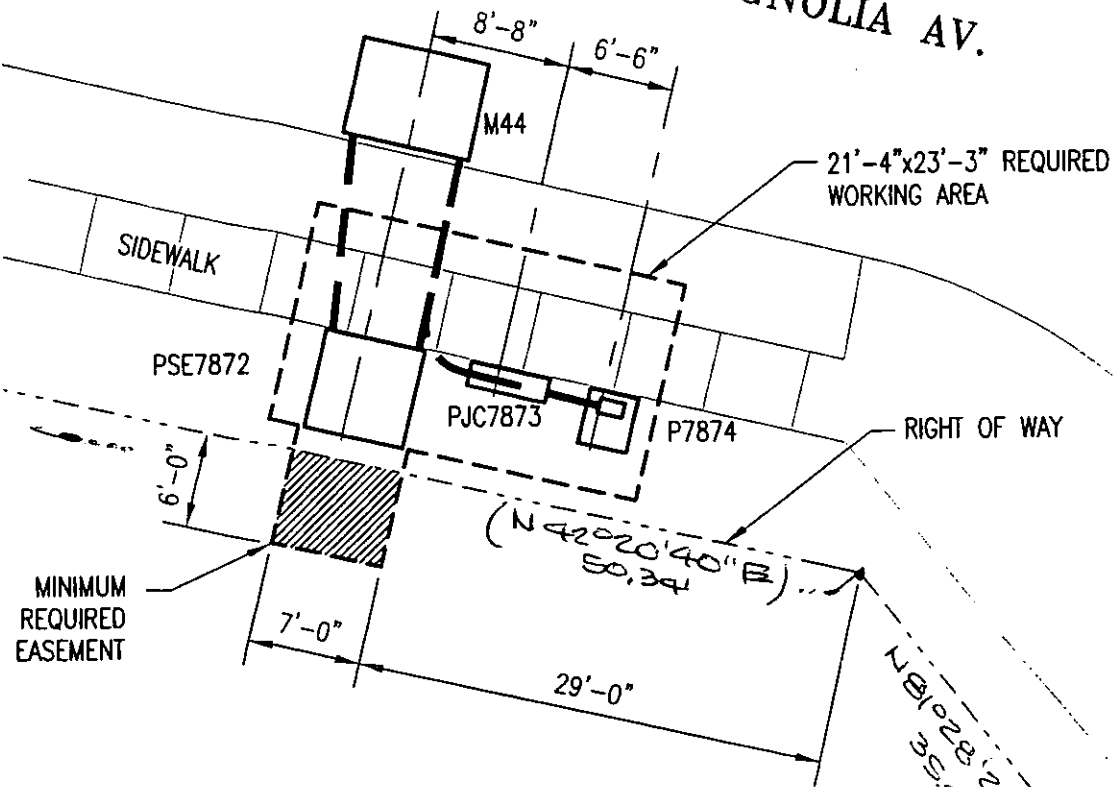 AV.
8'-8"
6'-6"
M44
21'-4"x23'-3" REQUIRED
WORKING AREA
SIDEWALK
PSE7872
PJC7873
P7874
RIGHT OF WAY
6'-0"
(N 42°20'40" E)
50.34'
MINIMUM
REQUIRED
EASEMENT
7'-0"
29'-0"